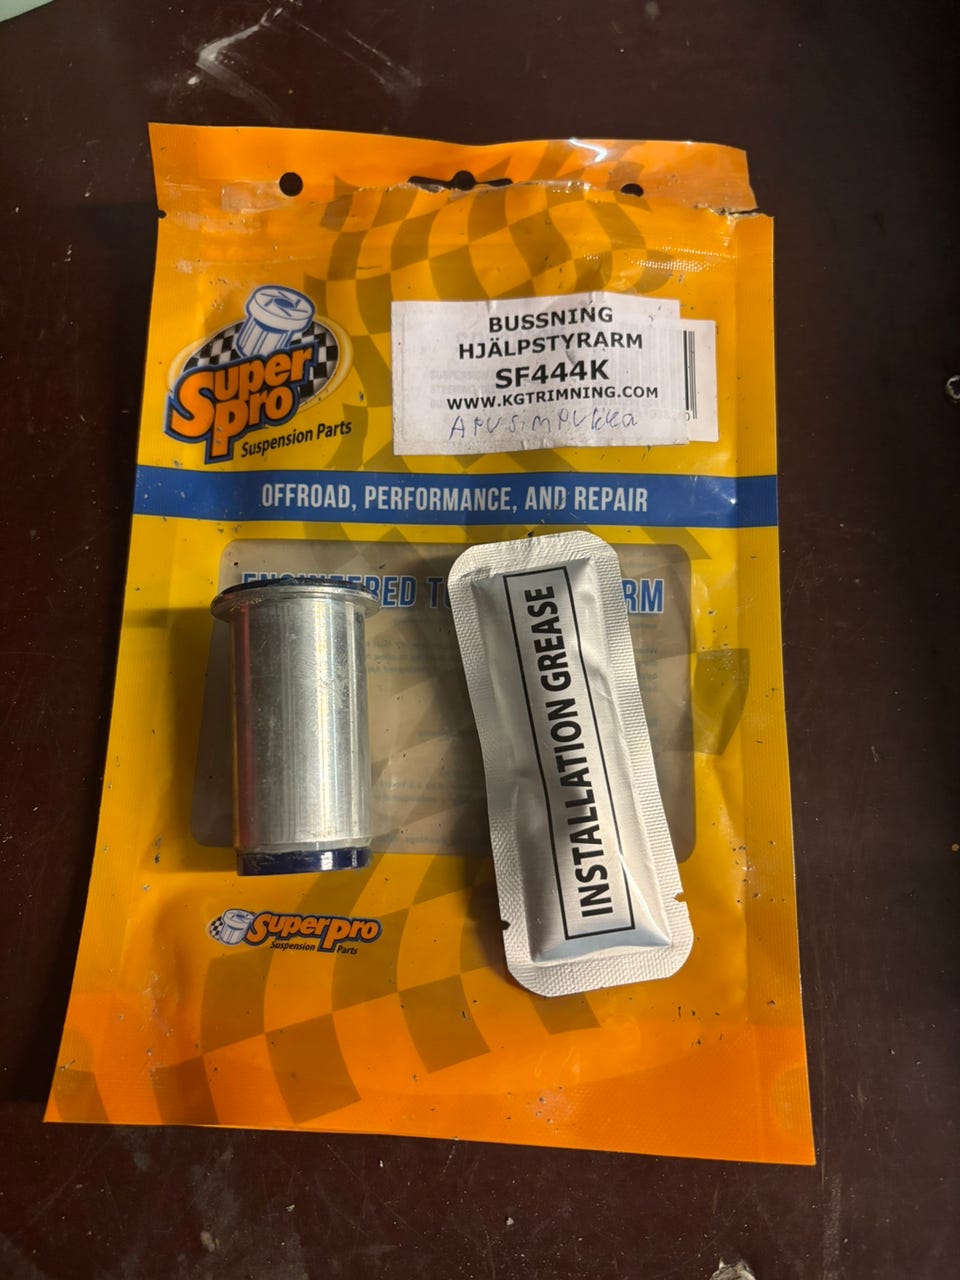 Super
Pro
Suspension Parts
BUSSNING
HJÄLPSTYRARM
SF444K
WWW.KGTRIMNING.COM
APUSIMPUKKA
OFFROAD, PERFORMANCE, AND REPAIR
INSTALLATION GREASE
SuperPro
Suspension Parts